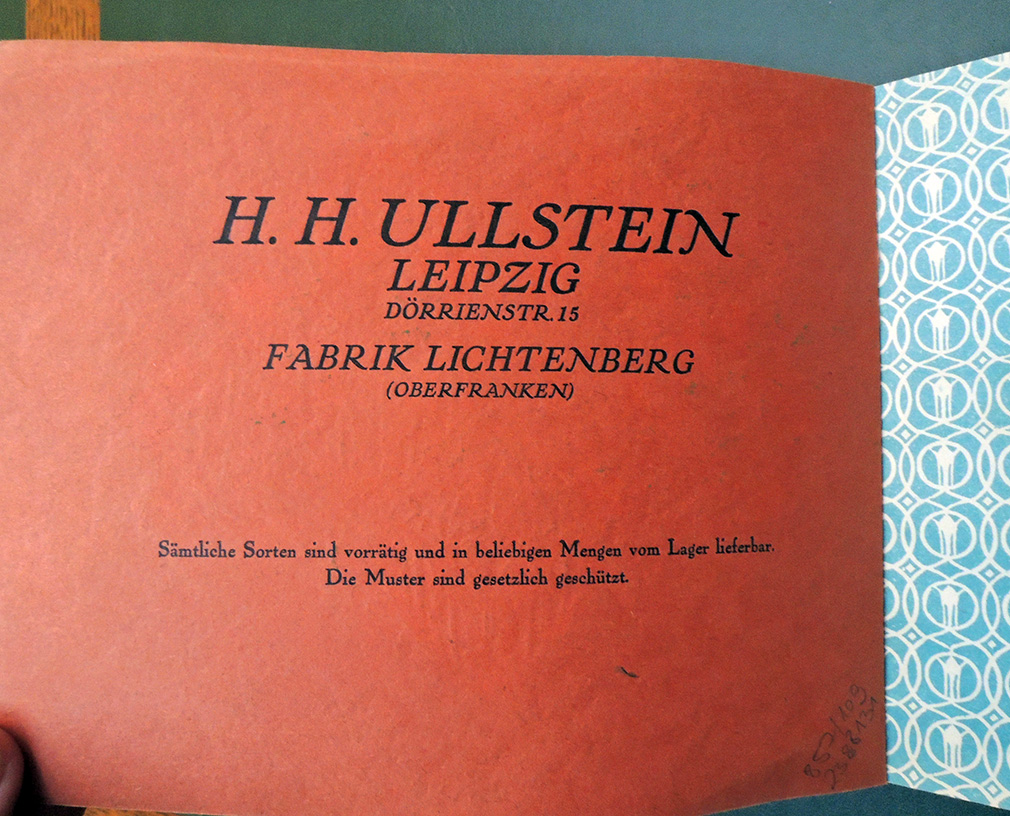 H. H. ULLSTEIN
LEIPZIG
DÖRRIENSTR. 15
FABRIK LICHTENBERG
(OBERFRANKEN)
Sämtliche Sorten sind vorrätig und in beliebigen Mengen vom Lager lieferbar.
Die Muster sind gesetzlich geschützt.